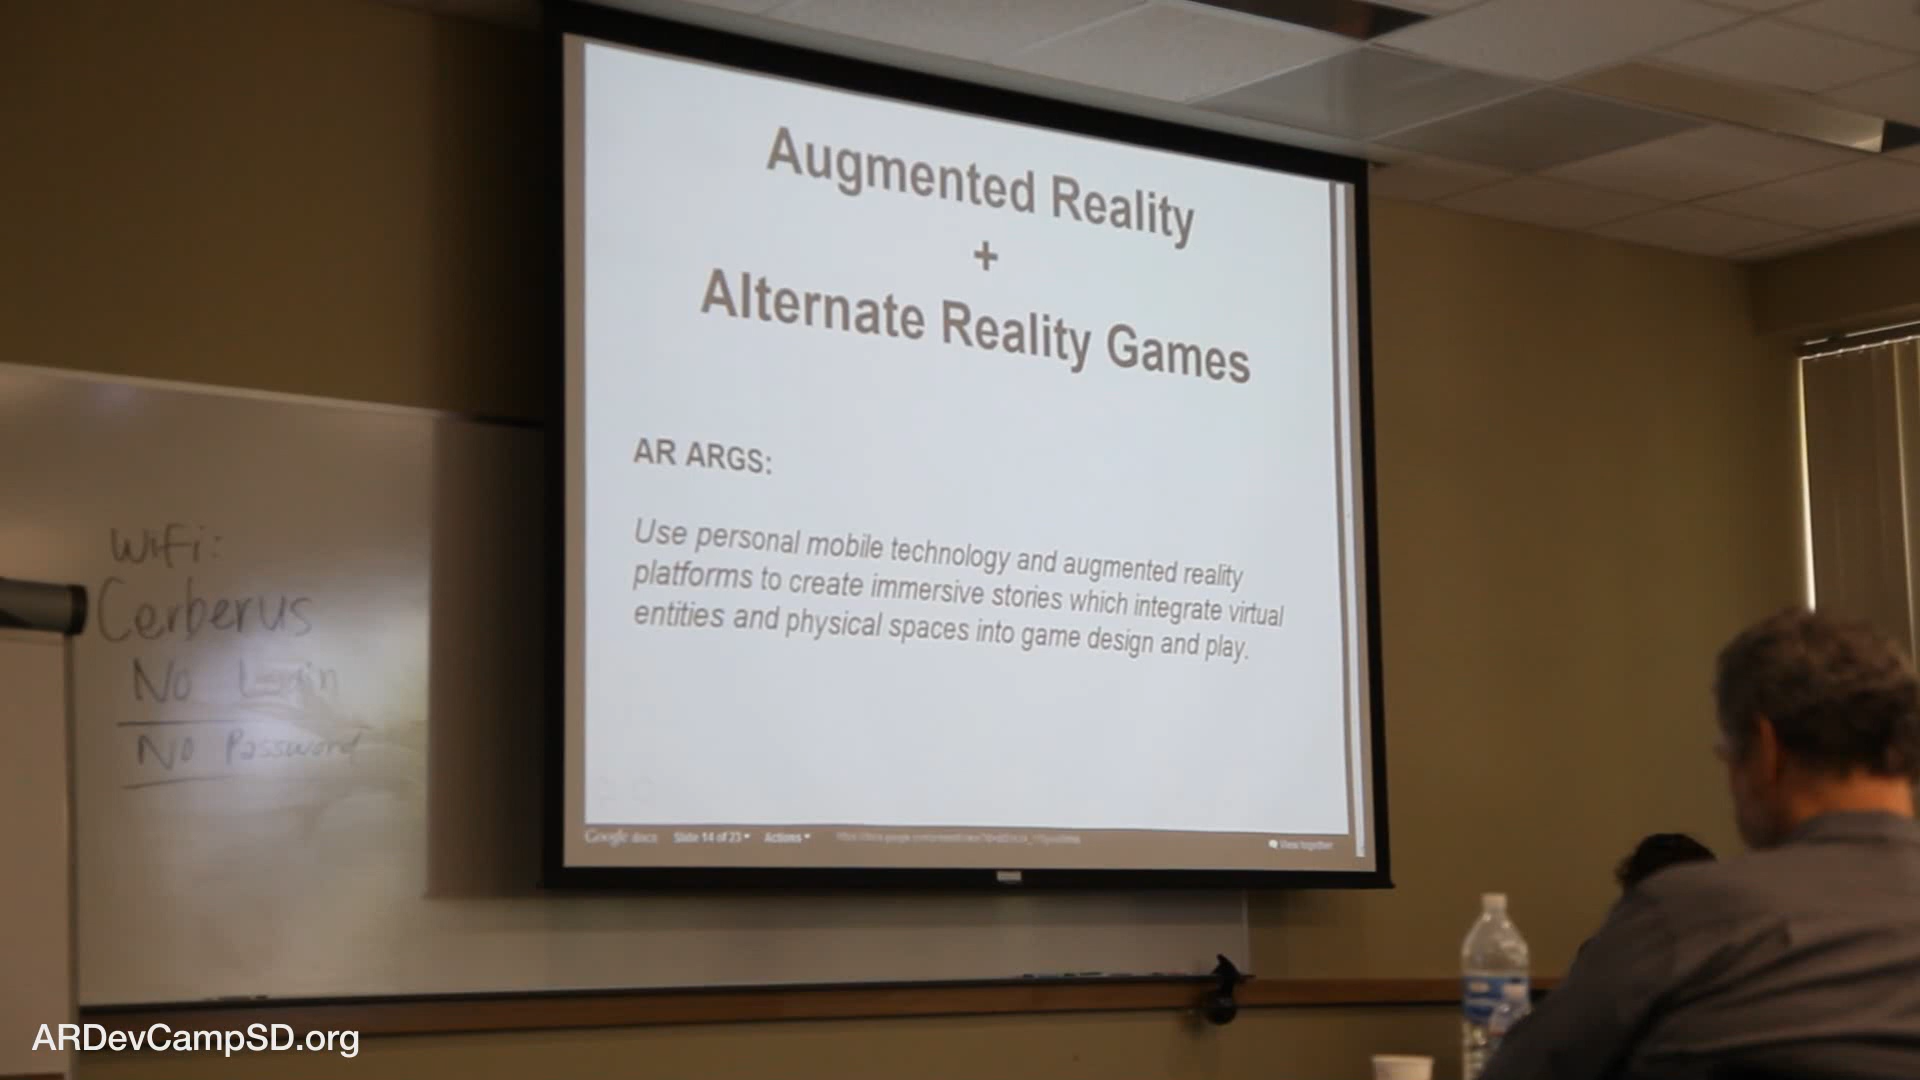 Augmented Reality
+
Alternate Reality Games
AR ARGS:
Use personal mobile technology and augmented reality
platforms to create immersive stories which integrate virtual
entities and physical spaces into game design and play.
Google docs Slide 14 of 23 Actions View together
WiFi:
Cerberus
No Login
No Password
ARDevCampSD.org